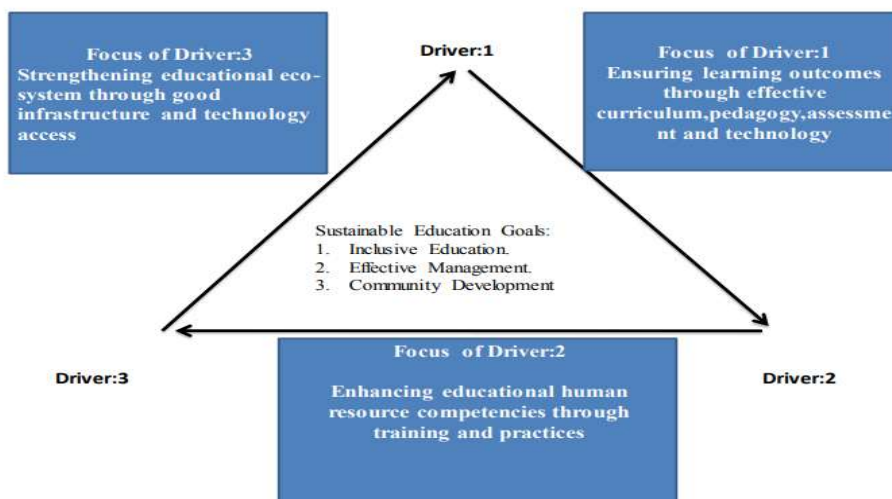 Focus of Driver:3
Strengthening educational eco-
system through good
infrastructure and technology
access
Driver:1
Focus of Driver:1
Ensuring learning outcomes
through effective
curriculum,pedagogy,assessme
nt and technology
Sustainable Education Goals:
1. Inclusive Education.
2. Effective Management.
3. Community Development
Driver:3
Focus of Driver:2
Enhancing educational human
resource competencies through
training and practices
Driver:2